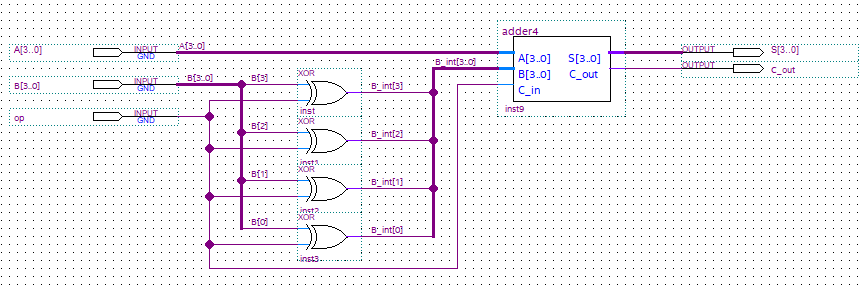 adder4
A[3..0]
INPUT
GND
A[3..0]
A[3..0]
S[3..0]
OUTPUT
S[3..0]
B_int[3..0]
B[3..0]
C_out
OUTPUT
C_out
B[3..0]
INPUT
GND
B[3..0]
XOR
B[3]
B_int[3]
C_in
inst9
op
INPUT
GND
inst
XOR
B[2]
B_int[2]
inst1
XOR
B[1]
B_int[1]
inst2
XOR
B[0]
B_int[0]
inst3